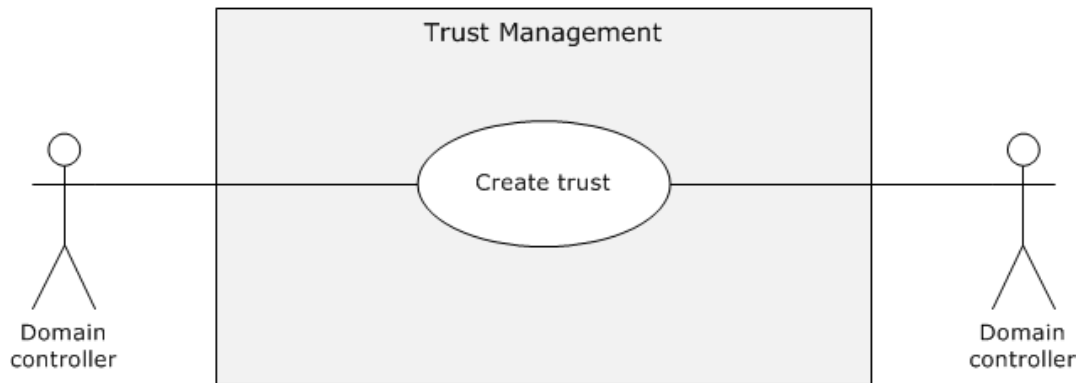 Trust Management
Create trust
Domain
controller
Domain
controller